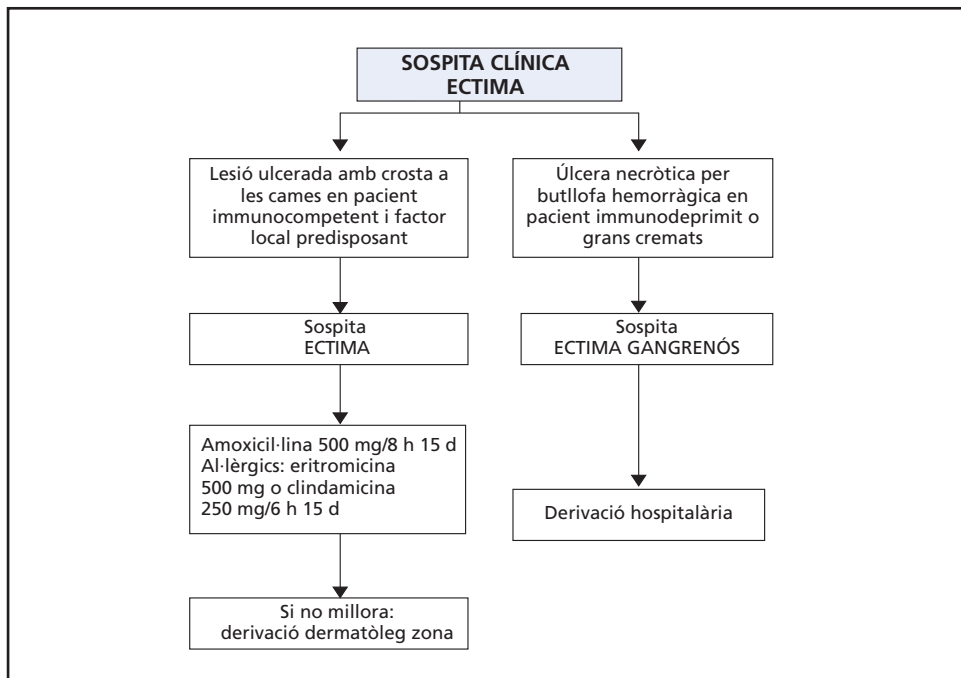 SOSPITA CLÍNICA
ECTIMA
Lesió ulcerada amb crosta a
les cames en pacient
immunocompetent i factor
local predisposant
Úlcera necròtica per
butllofa hemorràgica en
pacient immunodeprimit o
grans cremats
Sospita
ECTIMA
Sospita
ECTIMA GANGRENÓS
Amoxicil·lina 500 mg/8 h 15 d
Al·lèrgics: eritromicina
500 mg o clindamicina
250 mg/6 h 15 d
Derivació hospitalària
Si no millora:
derivació dermatòleg zona